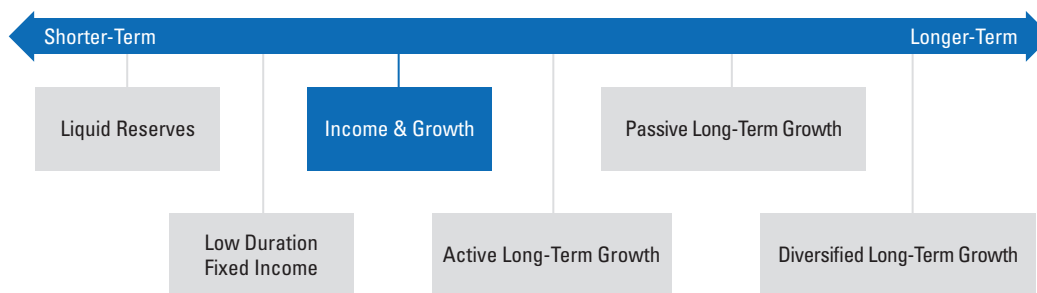 Shorter-Term
Longer-Term
Liquid Reserves
Income & Growth
Passive Long-Term Growth
Low Duration
Fixed Income
Active Long-Term Growth
Diversified Long-Term Growth